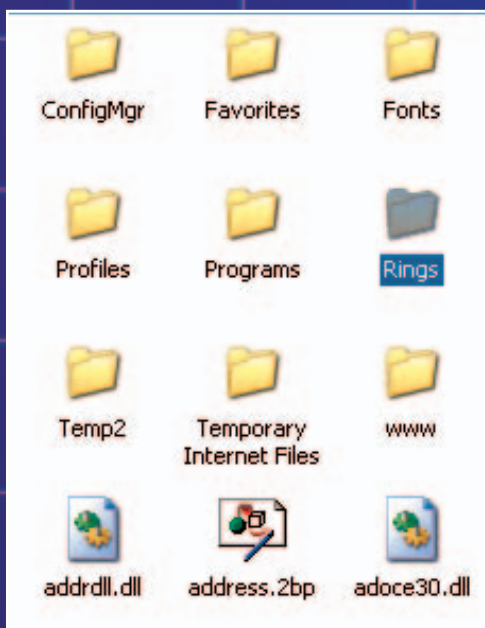 ConfigMgr Favorites Fonts
Profiles Programs Rings
Temp2 Temporary Internet Files www
addrdll.dll address.2bp adoce30.dll